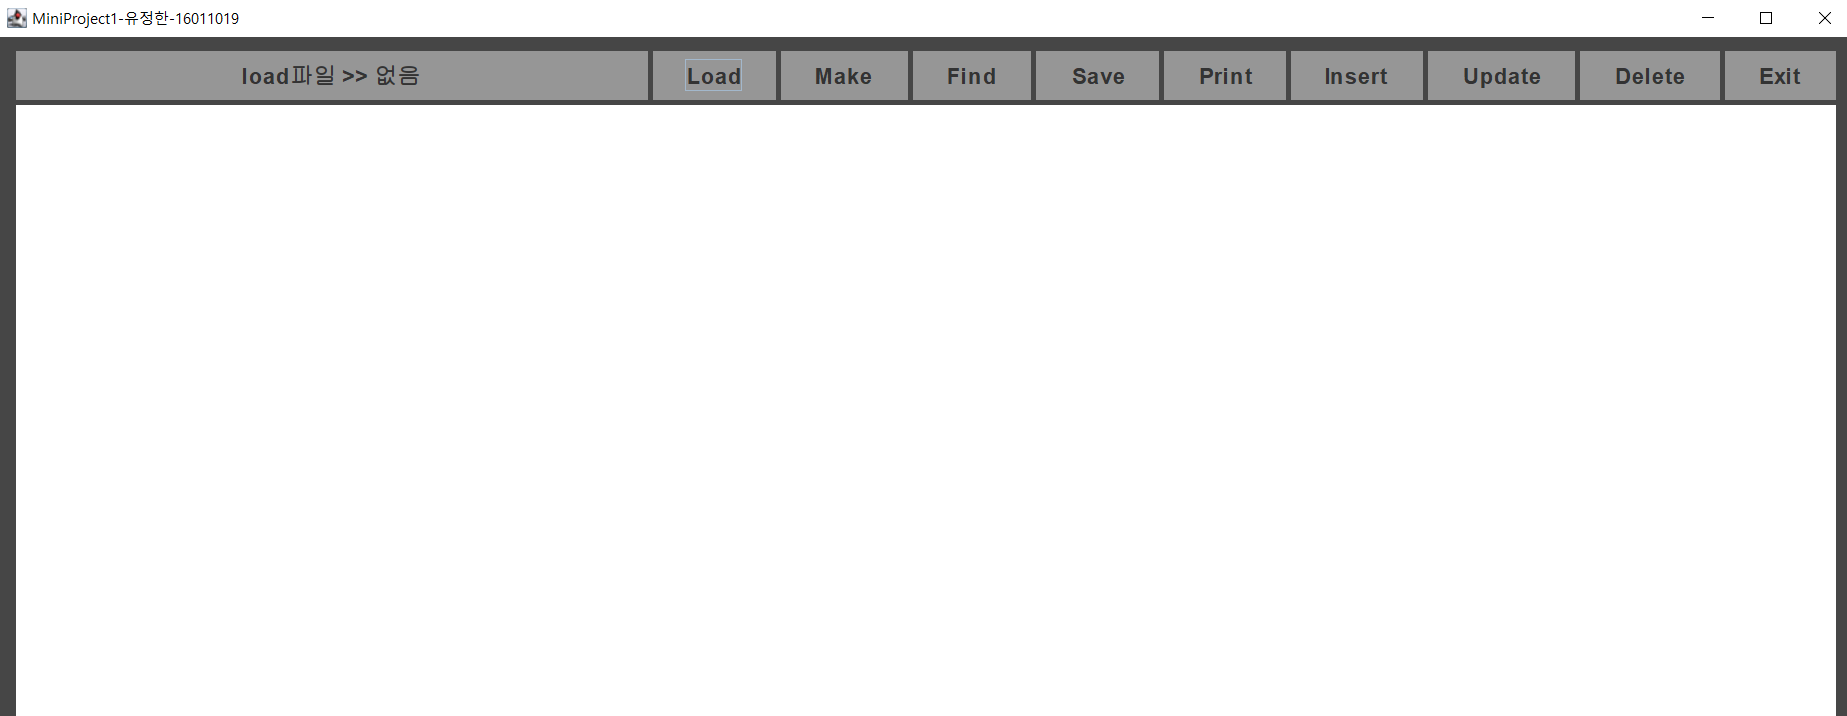 MiniProject1-유정한-16011019
load파일 >> 없음 Load Make Find Save Print Insert Update Delete Exit